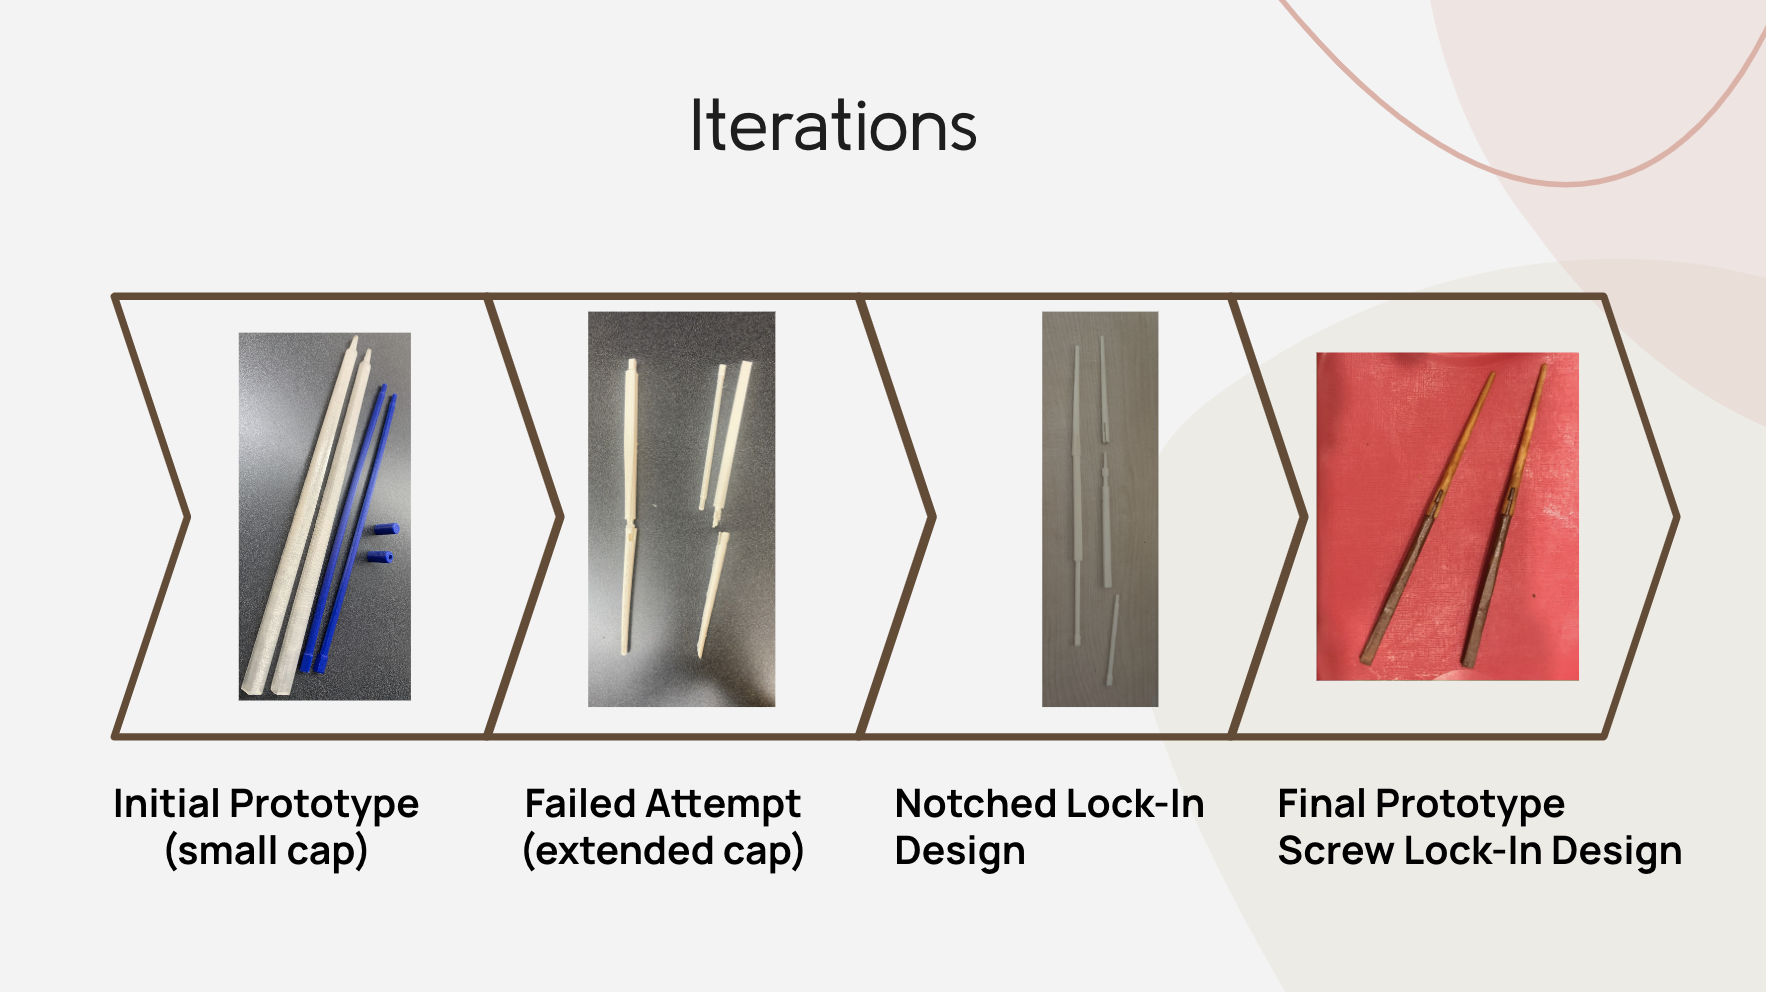 Iterations
Initial Prototype
(small cap)
Failed Attempt
(extended cap)
Notched Lock-In
Design
Final Prototype
Screw Lock-In Design